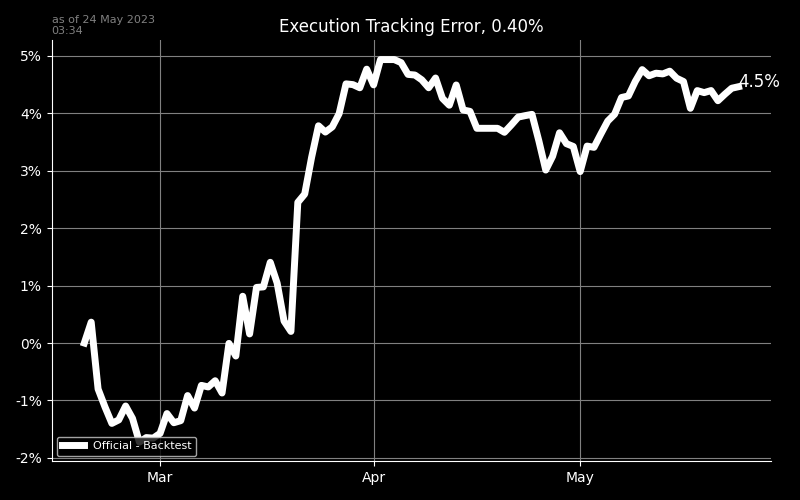 as of 24 May 2023
03:34
Execution Tracking Error, 0.40%
5%
4.5%
4%
3%
2%
1%
0%
-1%
Official - Backtest
-2%
Mar Apr May